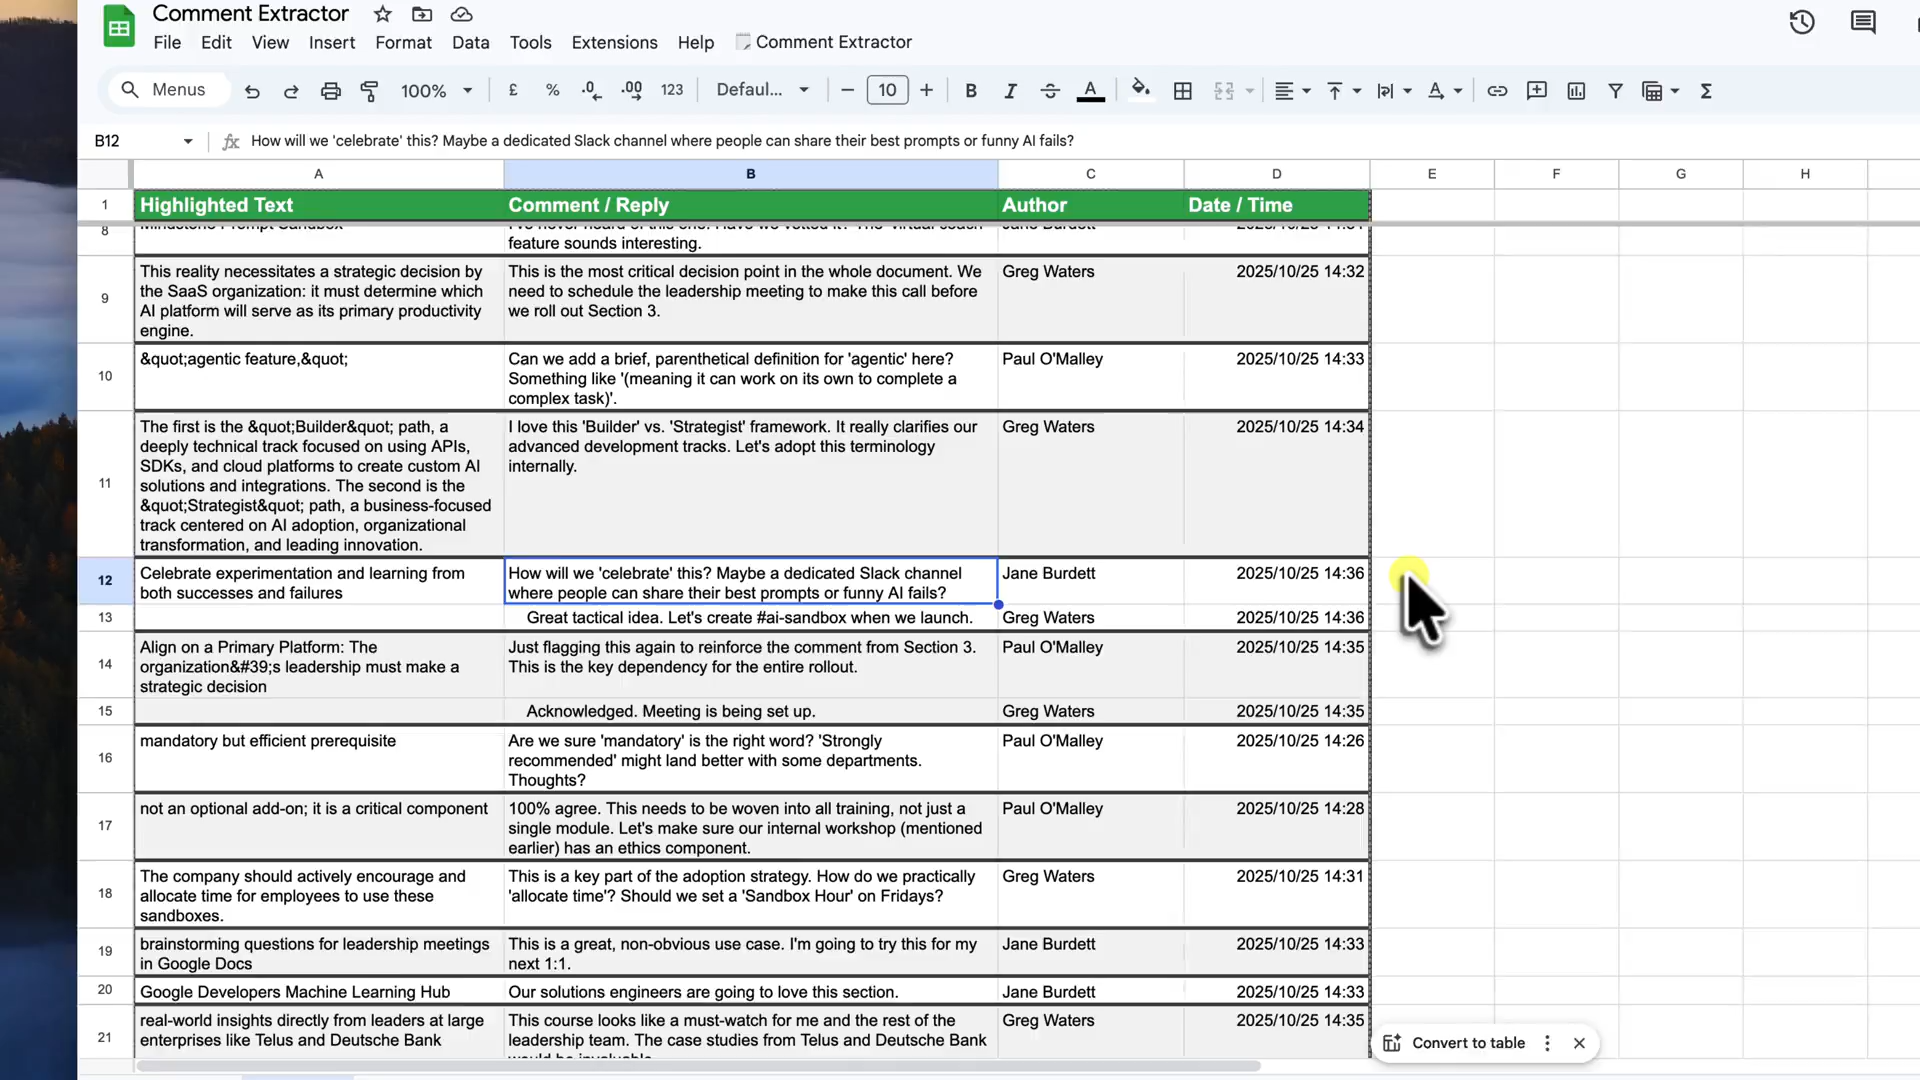 Comment Extractor
File Edit View Insert Format Data Tools Extensions Help Comment Extractor
Menus 100% £ % .0 .00 123 Defaul... 10 B I A
B12 fx How will we 'celebrate' this? Maybe a dedicated Slack channel where people can share their best prompts or funny AI fails?
A B C D E F G H
1 Highlighted Text Comment / Reply Author Date / Time
8
feature sounds interesting.
9
This reality necessitates a strategic decision by
the SaaS organization: it must determine which
AI platform will serve as its primary productivity
engine.
This is the most critical decision point in the whole document. We
need to schedule the leadership meeting to make this call before
we roll out Section 3.
Greg Waters
2025/10/25 14:32
10
&quot;agentic feature,&quot;
Can we add a brief, parenthetical definition for 'agentic' here?
Something like '(meaning it can work on its own to complete a
complex task)'.
Paul O'Malley
2025/10/25 14:33
11
The first is the &quot;Builder&quot; path, a
deeply technical track focused on using APIs,
SDKs, and cloud platforms to create custom AI
solutions and integrations. The second is the
&quot;Strategist&quot; path, a business-focused
track centered on AI adoption, organizational
transformation, and leading innovation.
I love this 'Builder' vs. 'Strategist' framework. It really clarifies our
advanced development tracks. Let's adopt this terminology
internally.
Greg Waters
2025/10/25 14:34
12
Celebrate experimentation and learning from
both successes and failures
How will we 'celebrate' this? Maybe a dedicated Slack channel
where people can share their best prompts or funny AI fails?
Jane Burdett
2025/10/25 14:36
13
Great tactical idea. Let's create #ai-sandbox when we launch.
Greg Waters
2025/10/25 14:36
14
Align on a Primary Platform: The
organization&#39;s leadership must make a
strategic decision
Just flagging this again to reinforce the comment from Section 3.
This is the key dependency for the entire rollout.
Paul O'Malley
2025/10/25 14:35
15
Acknowledged. Meeting is being set up.
Greg Waters
2025/10/25 14:35
16
mandatory but efficient prerequisite
Are we sure 'mandatory' is the right word? 'Strongly
recommended' might land better with some departments.
Thoughts?
Paul O'Malley
2025/10/25 14:26
17
not an optional add-on; it is a critical component
100% agree. This needs to be woven into all training, not just a
single module. Let's make sure our internal workshop (mentioned
earlier) has an ethics component.
Paul O'Malley
2025/10/25 14:28
18
The company should actively encourage and
allocate time for employees to use these
sandboxes.
This is a key part of the adoption strategy. How do we practically
'allocate time'? Should we set a 'Sandbox Hour' on Fridays?
Greg Waters
2025/10/25 14:31
19
brainstorming questions for leadership meetings
in Google Docs
This is a great, non-obvious use case. I'm going to try this for my
next 1:1.
Jane Burdett
2025/10/25 14:33
20
Google Developers Machine Learning Hub
Our solutions engineers are going to love this section.
Jane Burdett
2025/10/25 14:33
21
real-world insights directly from leaders at large
enterprises like Telus and Deutsche Bank
This course looks like a must-watch for me and the rest of the
leadership team. The case studies from Telus and Deutsche Bank
Greg Waters
2025/10/25 14:35
Convert to table